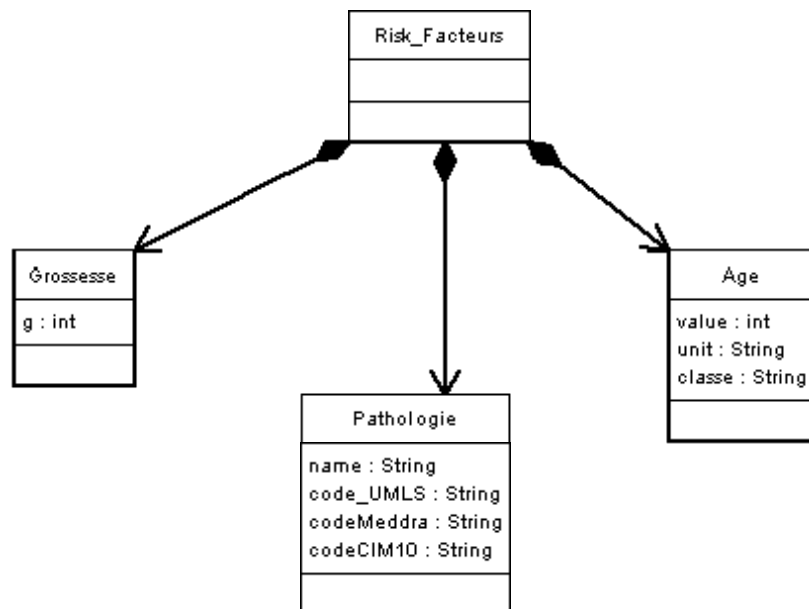 Risk_Facteurs
Grossesse
g : int
Age
value : int
unit : String
classe : String
Pathologie
name : String
code_UMLS : String
codeMeddra : String
codeCIM10 : String